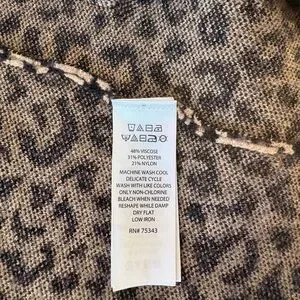 48% VISCOSE
31% POLYESTER
21% NYLON
MACHINE WASH COOL
DELICATE CYCLE
WASH WITH LIKE COLORS
ONLY NON-CHLORINE
BLEACH WHEN NEEDED
RESHAPE WHILE DAMP
DRY FLAT
LOW IRON
RN# 75343